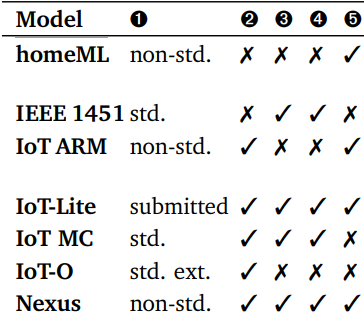 Model ❶ ❷ ❸ ❹ ❺
homeML non-std. ✗ ✗ ✗ ✓
IEEE 1451 std. ✗ ✓ ✓ ✗
IoT ARM non-std. ✓ ✗ ✗ ✓
IoT-Lite submitted ✓ ✓ ✓ ✓
IoT MC std. ✓ ✓ ✓ ✗
IoT-O std. ext. ✓ ✗ ✗ ✗
Nexus non-std. ✓ ✓ ✓ ✓